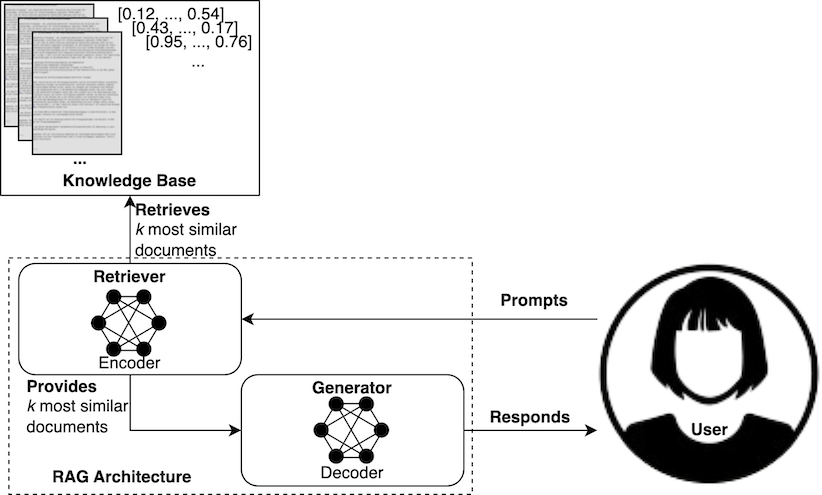 [0.12, ..., 0.54]
[0.43, ..., 0.17]
[0.95, ..., 0.76]
...
...
Knowledge Base
Retrieves
k most similar
documents
Retriever
Encoder
Prompts
Provides
k most similar
documents
Generator
Decoder
Responds
User
RAG Architecture